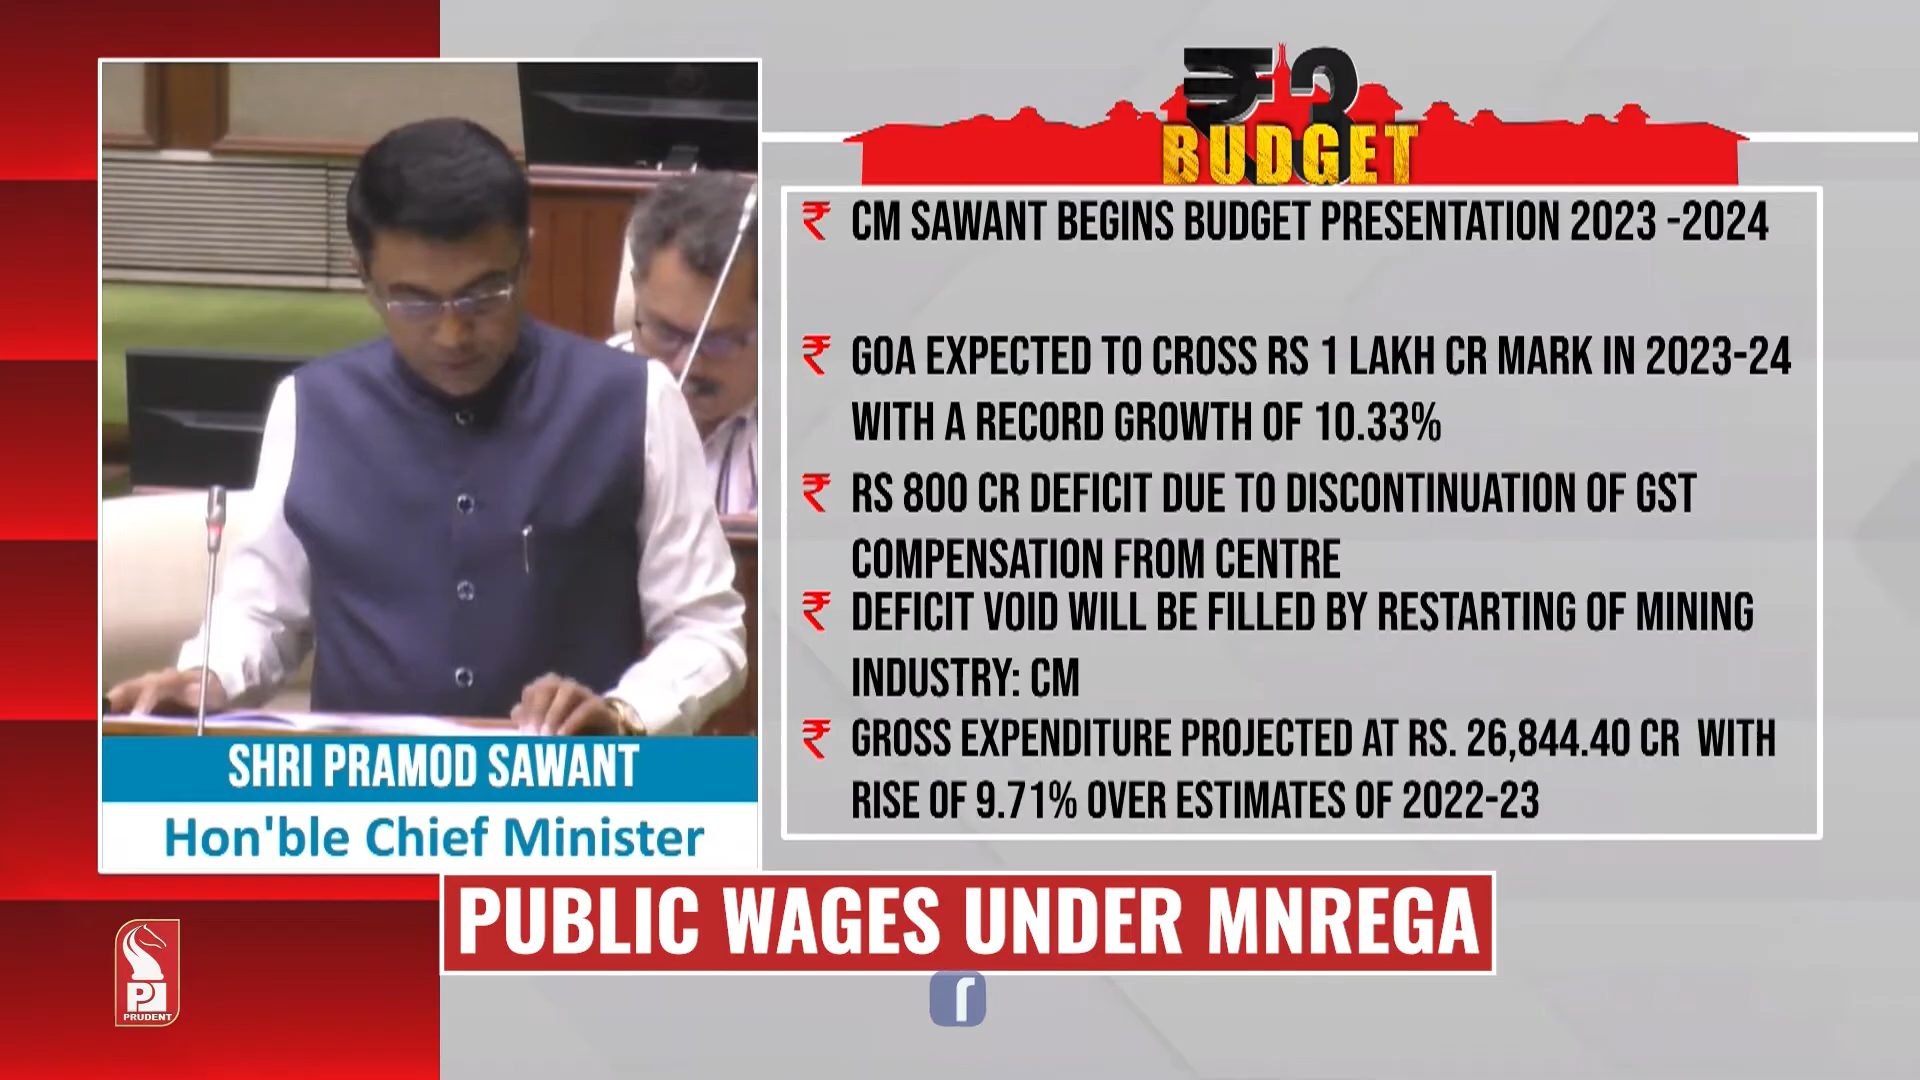 ₹3
BUDGET
₹ CM SAWANT BEGINS BUDGET PRESENTATION 2023 -2024
₹ GOA EXPECTED TO CROSS RS 1 LAKH CR MARK IN 2023-24
WITH A RECORD GROWTH OF 10.33%
₹ RS 800 CR DEFICIT DUE TO DISCONTINUATION OF GST
COMPENSATION FROM CENTRE
₹ DEFICIT VOID WILL BE FILLED BY RESTARTING OF MINING
INDUSTRY: CM
₹ GROSS EXPENDITURE PROJECTED AT RS. 26,844.40 CR WITH
RISE OF 9.71% OVER ESTIMATES OF 2022-23
SHRI PRAMOD SAWANT
Hon'ble Chief Minister
PUBLIC WAGES UNDER MNREGA
P
PRUDENT